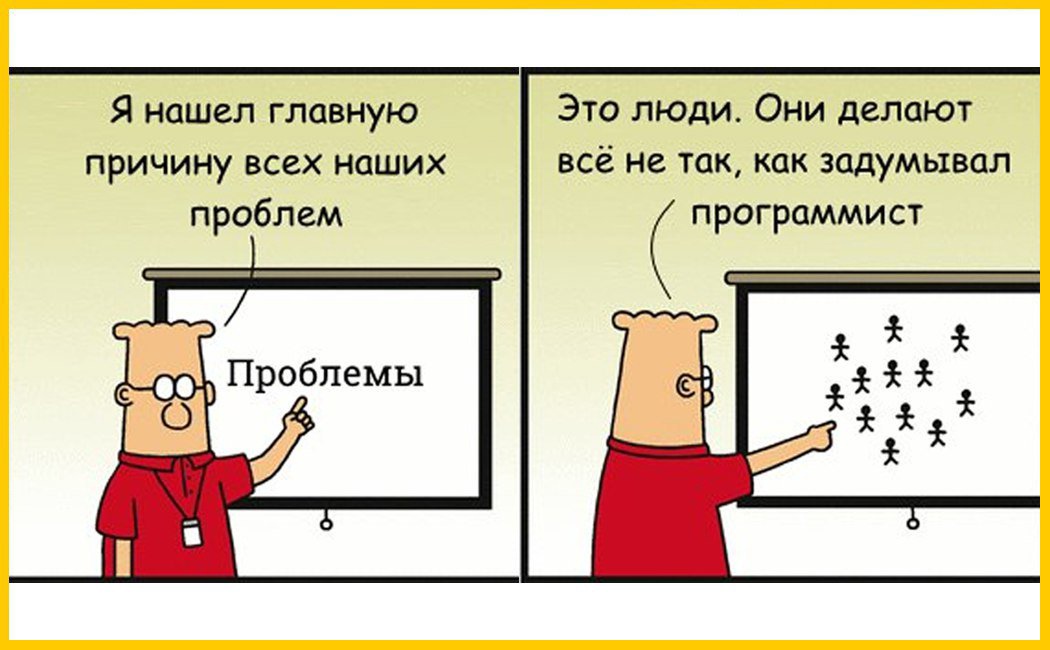 Я нашел главную
причину всех наших
проблем
Проблемы
Это люди. Они делают
всё не так, как задумывал
программист